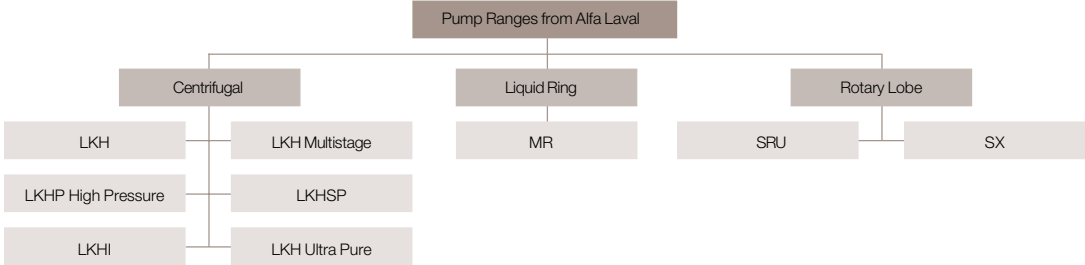 Pump Ranges from Alfa Laval
Centrifugal
Liquid Ring
Rotary Lobe
LKH
LKH Multistage
MR
SRU
SX
LKHP High Pressure
LKHSP
LKHI
LKH Ultra Pure